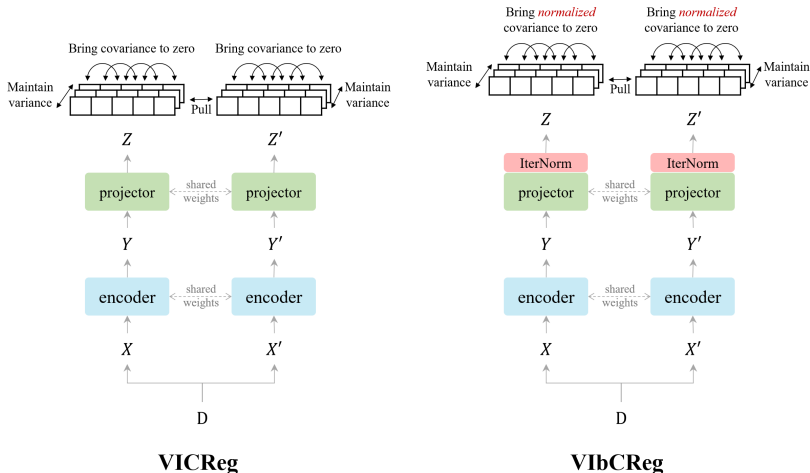 Bring covariance to zero
Bring covariance to zero
Maintain
variance
Pull
Maintain
variance
Z
Z′
projector
shared
weights
projector
Y
Y′
encoder
shared
weights
encoder
X
X′
D
VICReg
Bring normalized
covariance to zero
Bring normalized
covariance to zero
Maintain
variance
Pull
Maintain
variance
Z
Z′
IterNorm
IterNorm
projector
shared
weights
projector
Y
Y′
encoder
shared
weights
encoder
X
X′
D
VIbCReg